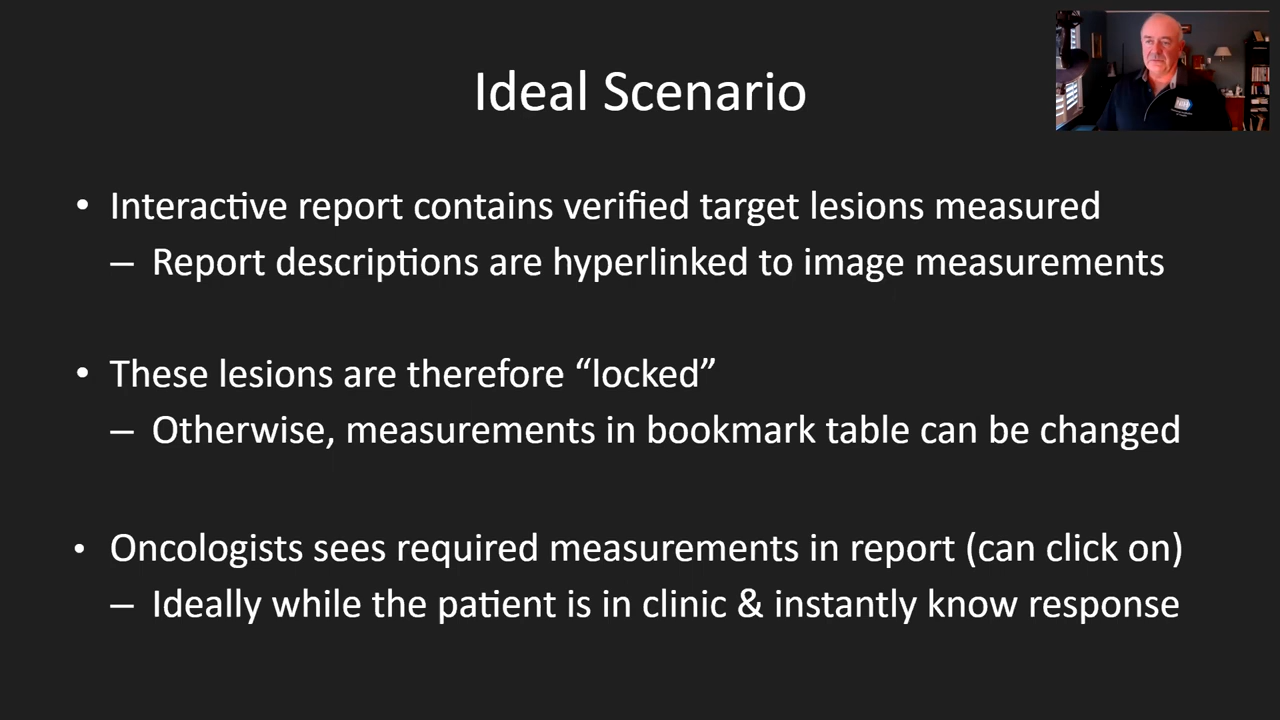 Ideal Scenario
• Interactive report contains verified target lesions measured
– Report descriptions are hyperlinked to image measurements
• These lesions are therefore “locked”
– Otherwise, measurements in bookmark table can be changed
• Oncologists sees required measurements in report (can click on)
– Ideally while the patient is in clinic & instantly know response